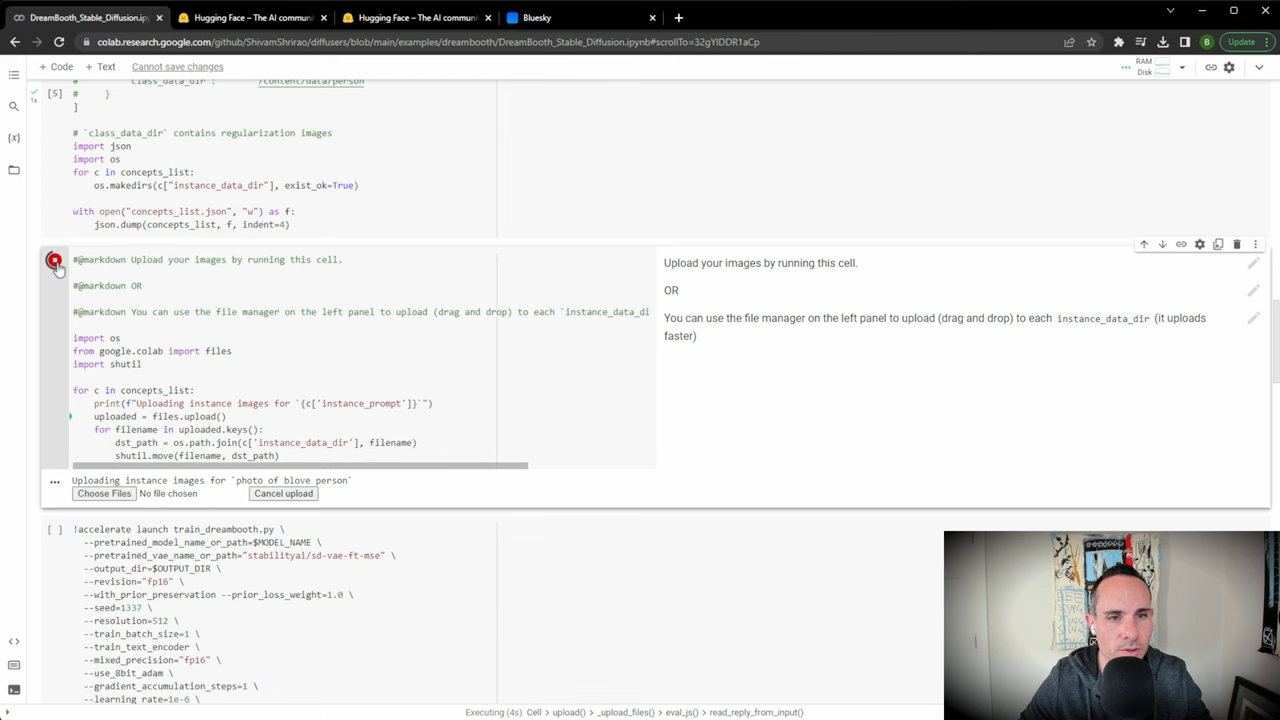 DreamBooth_Stable_Diffusion.ipynb
Hugging Face – The AI communi
Hugging Face – The AI communi
Bluesky
colab.research.google.com/github/ShivamShrirao/diffusers/blob/main/examples/dreambooth/DreamBooth_Stable_Diffusion.ipynb#scrollTo=32gYIDDR1aCp
B
Update
+ Code + Text Cannot save changes
RAM
Disk
# "class_data_dir": "/content/data/person"
[5] # }
1s
]
# `class_data_dir` contains regularization images
import json
import os
for c in concepts_list:
os.makedirs(c["instance_data_dir"], exist_ok=True)
with open("concepts_list.json", "w") as f:
json.dump(concepts_list, f, indent=4)
#@markdown Upload your images by running this cell.
#@markdown OR
#@markdown You can use the file manager on the left panel to upload (drag and drop) to each `instance_data_di
import os
from google.colab import files
import shutil
for c in concepts_list:
print(f"Uploading instance images for `{c['instance_prompt']}`")
uploaded = files.upload()
for filename in uploaded.keys():
dst_path = os.path.join(c['instance_data_dir'], filename)
shutil.move(filename, dst_path)
Upload your images by running this cell.
OR
You can use the file manager on the left panel to upload (drag and drop) to each instance_data_dir (it uploads
faster)
... Uploading instance images for `photo of blove person`
Choose Files No file chosen Cancel upload
[ ] !accelerate launch train_dreambooth.py \
--pretrained_model_name_or_path=$MODEL_NAME \
--pretrained_vae_name_or_path="stabilityai/sd-vae-ft-mse" \
--output_dir=$OUTPUT_DIR \
--revision="fp16" \
--with_prior_preservation --prior_loss_weight=1.0 \
--seed=1337 \
--resolution=512 \
--train_batch_size=1 \
--train_text_encoder \
--mixed_precision="fp16" \
--use_8bit_adam \
--gradient_accumulation_steps=1 \
--learning_rate=1e-6 \
Executing (4s) Cell > upload() > _upload_files() > eval_js() > read_reply_from_input()